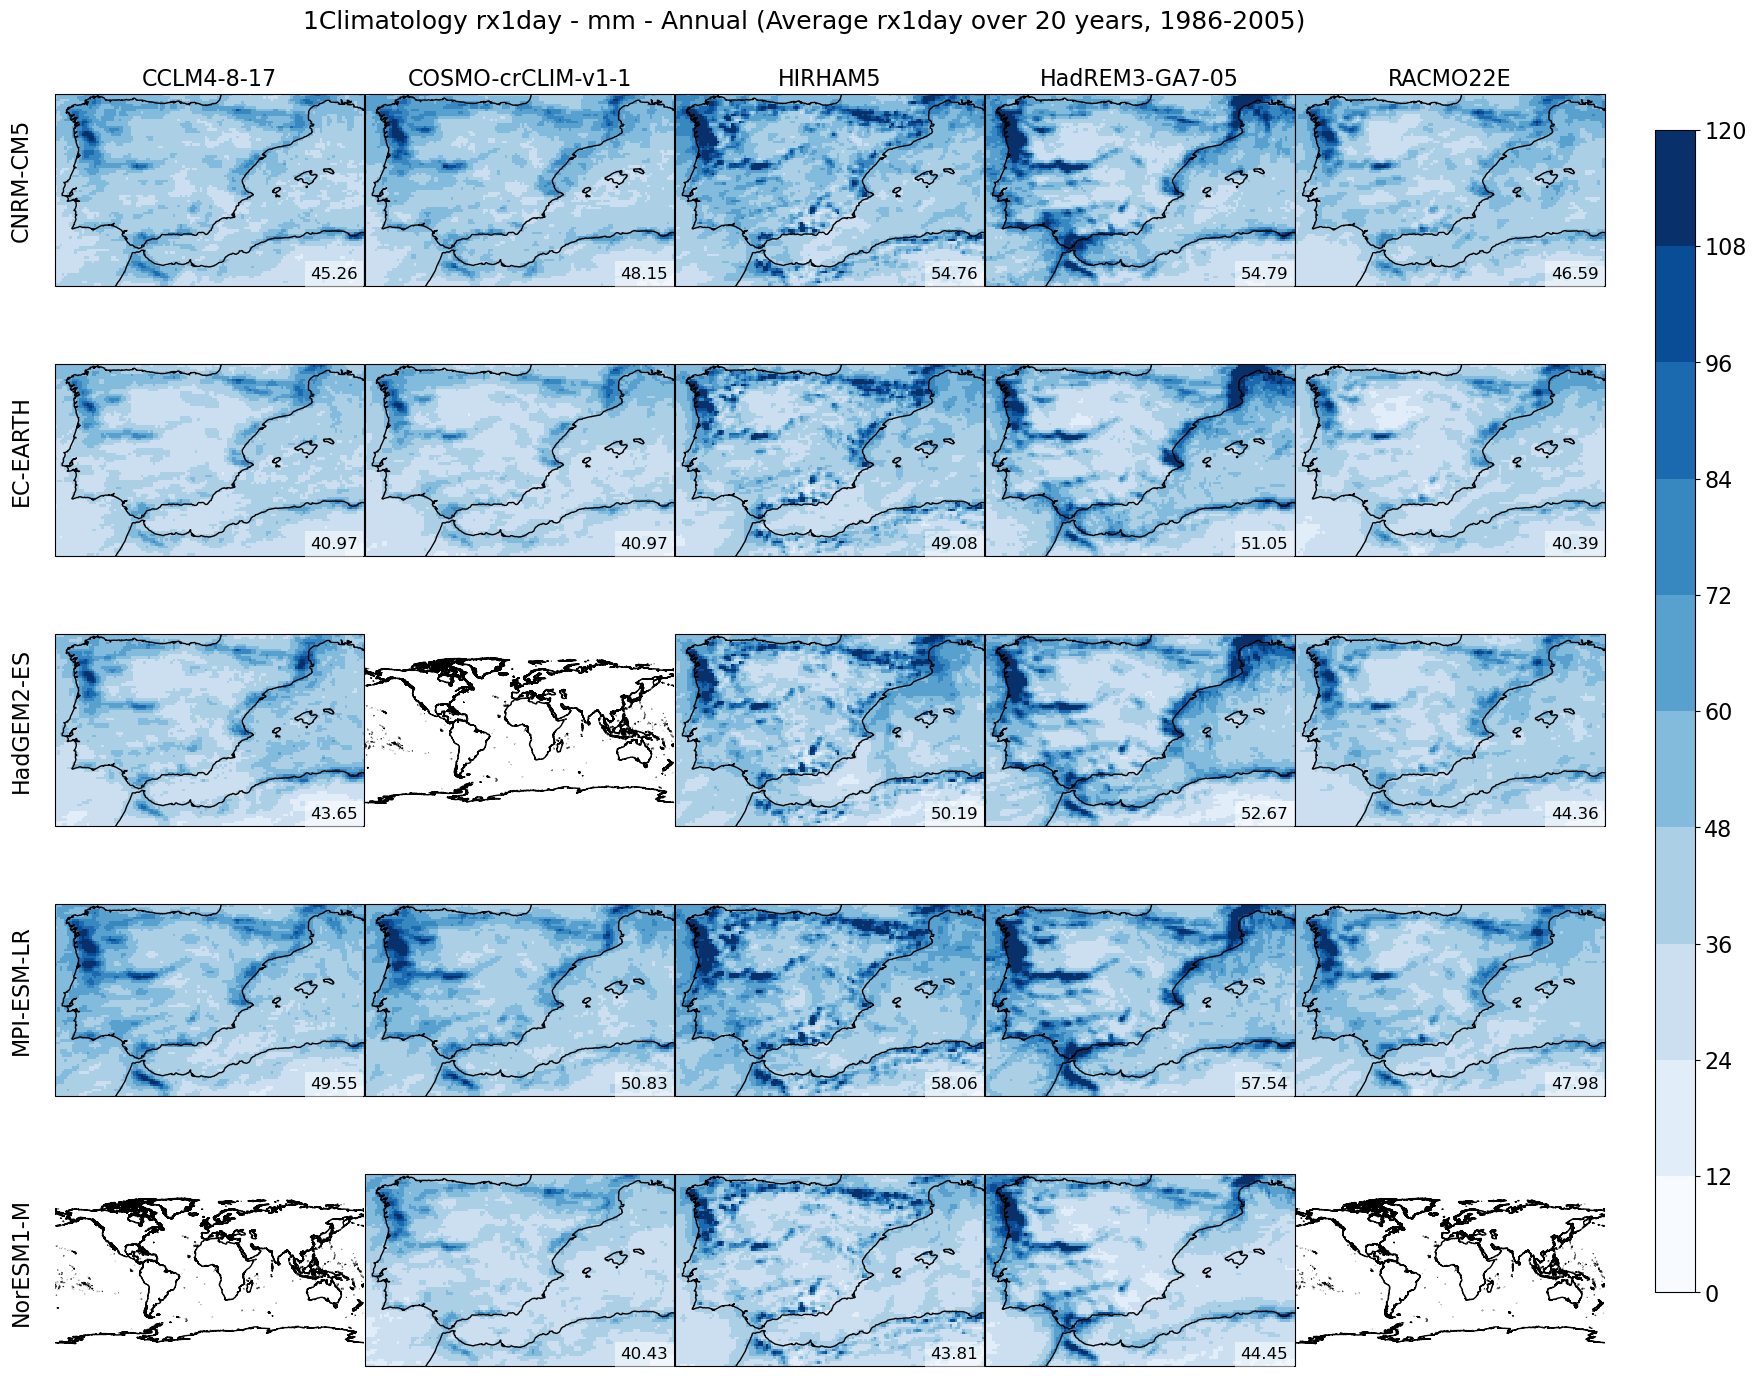 1Climatology rx1day - mm - Annual (Average rx1day over 20 years, 1986-2005)
CCLM4-8-17 COSMO-crCLIM-v1-1 HIRHAM5 HadREM3-GA7-05 RACMO22E
CNRM-CM5
45.26 48.15 54.76 54.79 46.59
EC-EARTH
40.97 40.97 49.08 51.05 40.39
HadGEM2-ES
43.65 50.19 52.67 44.36
MPI-ESM-LR
49.55 50.83 58.06 57.54 47.98
NorESM1-M
40.43 43.81 44.45
120
108
96
84
72
60
48
36
24
12
0